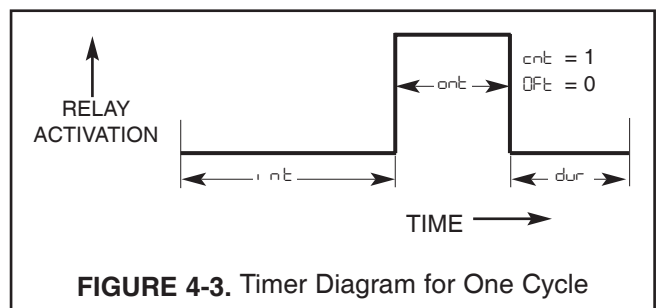 RELAY
ACTIVATION
cnt = 1
OFt = 0
ont
int
dur
TIME
FIGURE 4-3. Timer Diagram for One Cycle